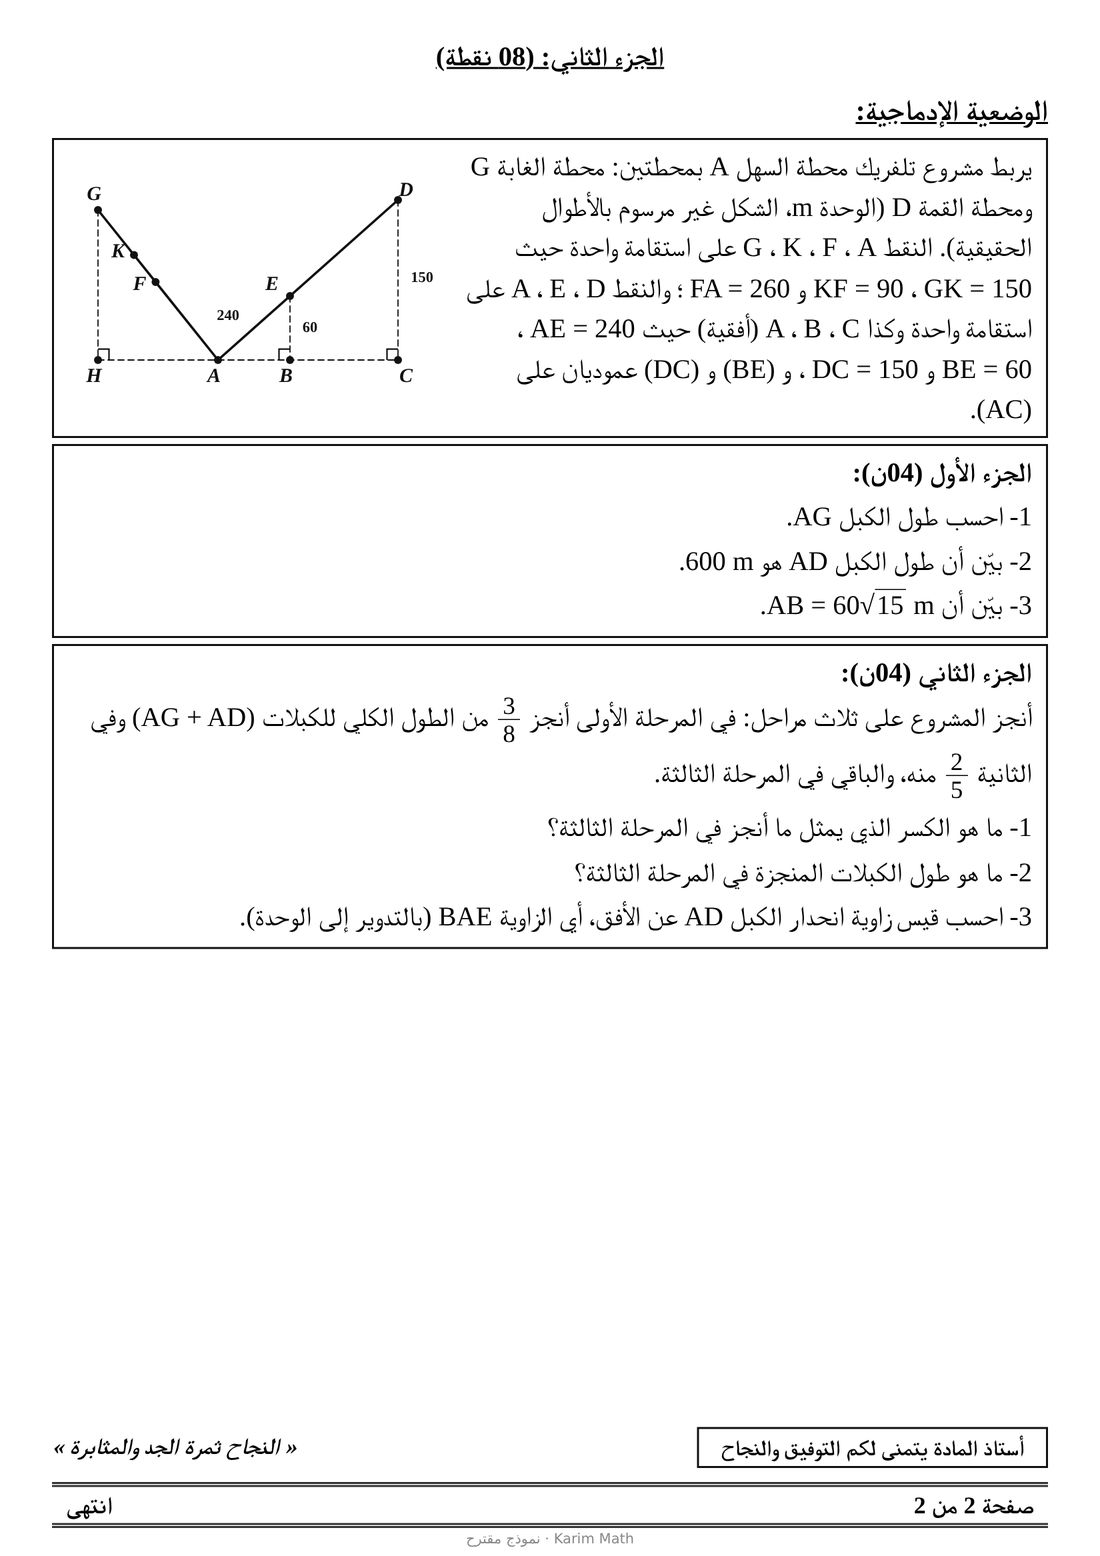 الجزء الثاني: (08 نقطة)
الوضعية الإدماجية:
يربط مشروع تلفريك محطة السهل A بمحطتين: محطة الغابة G
ومحطة القمة D (الوحدة m، الشكل غير مرسوم بالأطوال
الحقيقية). النقط G ، K ، F ، A على استقامة واحدة حيث
GK = 150 ، KF = 90 و FA = 260 ؛ والنقط A ، E ، D على
استقامة واحدة وكذا A ، B ، C (أفقية) حيث AE = 240 ،
BE = 60 و DC = 150 ، و (BE) و (DC) عموديان على
(AC).
G
D
K
F
E
150
240
60
H
A
B
C
الجزء الأول (04ن):
1- احسب طول الكبل AG.
2- بيّن أن طول الكبل AD هو 600 m.
3- بيّن أن AB = 60√15 m.
الجزء الثاني (04ن):
أنجز المشروع على ثلاث مراحل: في المرحلة الأولى أنجز 3/8 من الطول الكلي للكبلات (AG + AD) وفي
الثانية 2/5 منه، والباقي في المرحلة الثالثة.
1- ما هو الكسر الذي يمثل ما أنجز في المرحلة الثالثة؟
2- ما هو طول الكبلات المنجزة في المرحلة الثالثة؟
3- احسب قيس زاوية انحدار الكبل AD عن الأفق، أي الزاوية BAE (بالتدوير إلى الوحدة).
أستاذ المادة يتمنى لكم التوفيق والنجاح
« النجاح ثمرة الجد والمثابرة »
صفحة 2 من 2
انتهى
نموذج مقترح · Karim Math